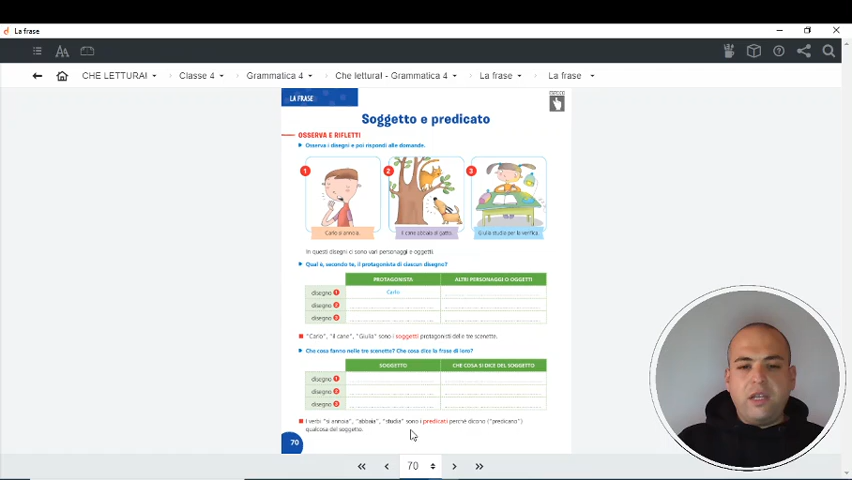 La frase
CHE LETTURA!
Classe 4
Grammatica 4
Che lettura! - Grammatica 4
La frase
La frase
LA FRASE
Soggetto e predicato
OSSERVA E RIFLETTI
Osserva i disegni e poi rispondi alle domande.
1
2
3
Carlo si annoia.
Il cane abbaia al gatto.
Giulia studia per la verifica.
In questi disegni ci sono vari personaggi e oggetti.
Qual è, secondo te, il protagonista di ciascun disegno?
PROTAGONISTA
ALTRI PERSONAGGI O OGGETTI
disegno 1
Carlo
disegno 2
disegno 3
"Carlo", "il cane", "Giulia" sono i soggetti protagonisti delle tre scenette.
Che cosa fanno nelle tre scenette? Che cosa dice la frase di loro?
SOGGETTO
CHE COSA SI DICE DEL SOGGETTO
disegno 1
disegno 2
disegno 3
I verbi "si annoia", "abbaia", "studia" sono i predicati perché dicono ("predicano")
qualcosa del soggetto.
70
70